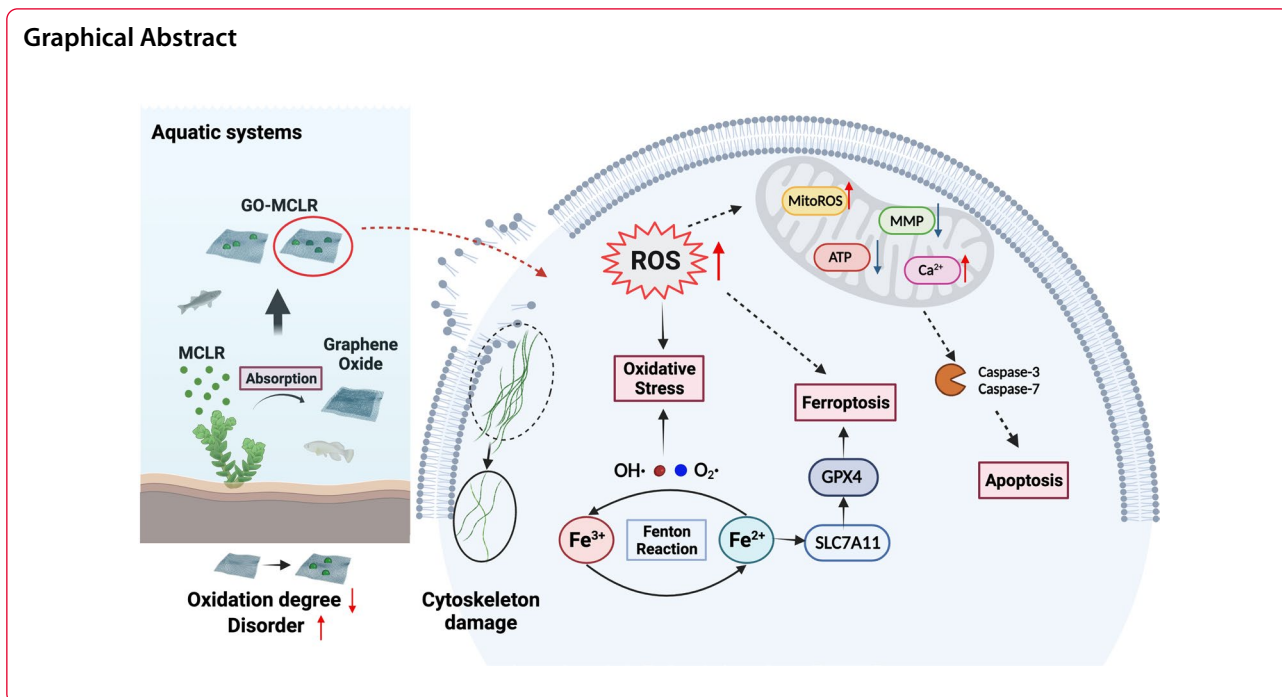 Graphical Abstract
Aquatic systems
GO-MCLR
MCLR
Absorption
Graphene
Oxide
Oxidation degree
Disorder
Cytoskeleton
damage
ROS
MitoROS
MMP
ATP
Ca²⁺
Oxidative
Stress
Ferroptosis
Caspase-3
Caspase-7
Apoptosis
OH· O₂·
GPX4
Fe³⁺
Fenton
Reaction
Fe²⁺
SLC7A11